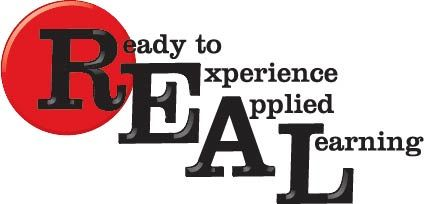 Ready to
Experience
Applied
Learning